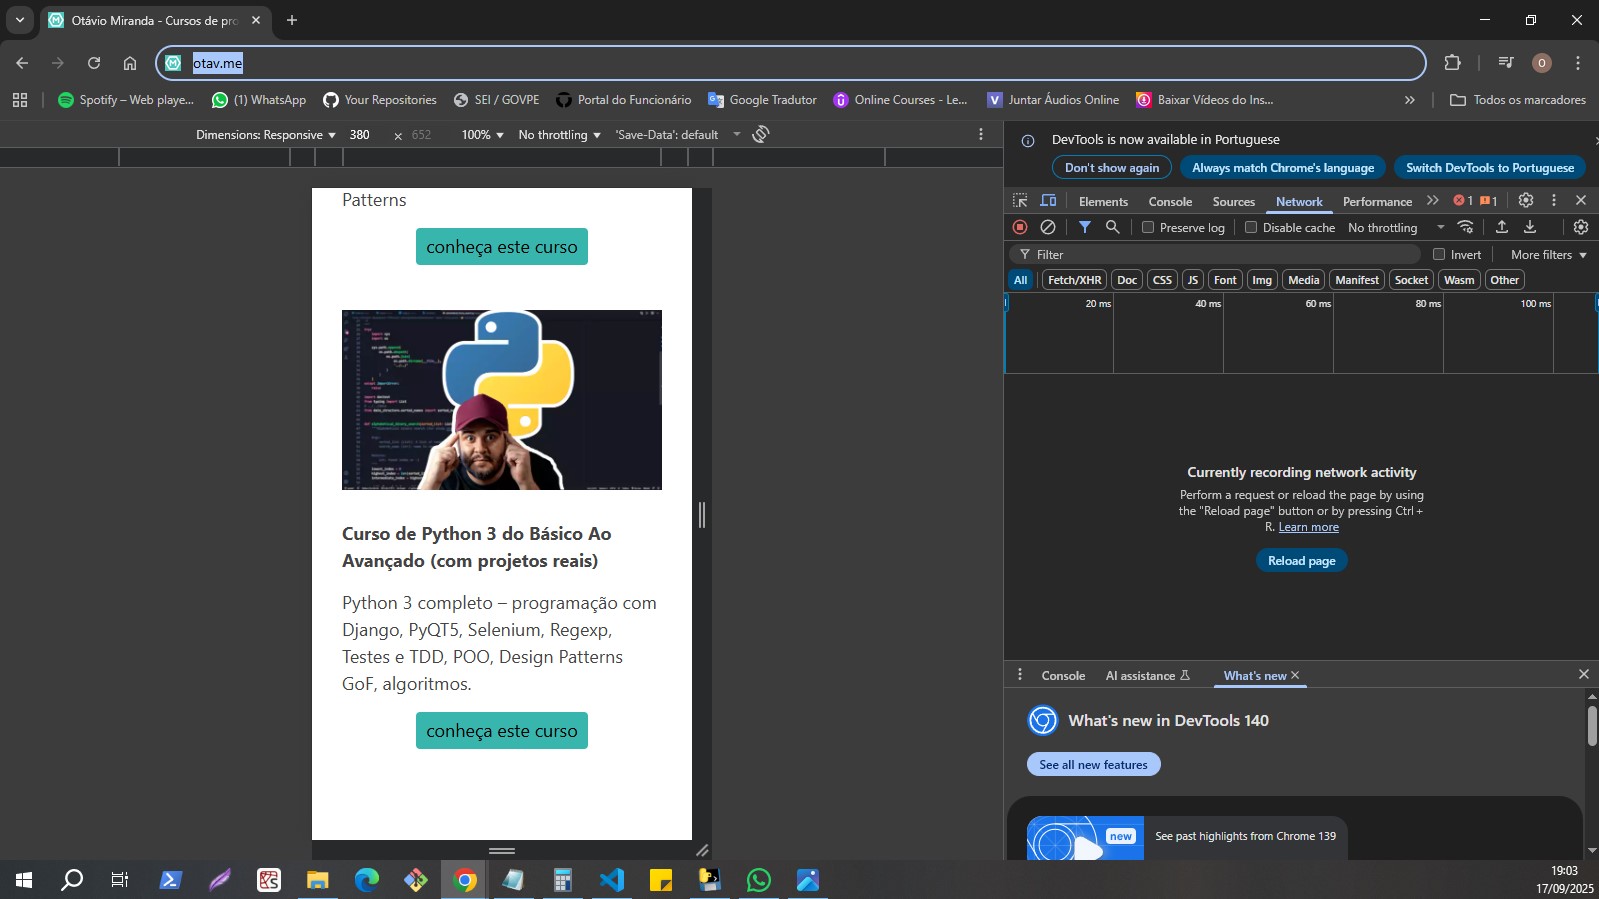 Otávio Miranda - Cursos de pro
otav.me
O
Spotify – Web playe...
(1) WhatsApp
Your Repositories
SEI / GOVPE
Portal do Funcionário
Google Tradutor
Online Courses - Le...
Juntar Áudios Online
Baixar Vídeos do Ins...
Todos os marcadores
Dimensions: Responsive
380
×
652
100%
No throttling
'Save-Data': default
Patterns
conheça este curso
Curso de Python 3 do Básico Ao
Avançado (com projetos reais)
Python 3 completo – programação com
Django, PyQT5, Selenium, Regexp,
Testes e TDD, POO, Design Patterns
GoF, algoritmos.
conheça este curso
DevTools is now available in Portuguese
Don't show again
Always match Chrome's language
Switch DevTools to Portuguese
Elements
Console
Sources
Network
Performance
1
1
Preserve log
Disable cache
No throttling
Filter
Invert
More filters
All
Fetch/XHR
Doc
CSS
JS
Font
Img
Media
Manifest
Socket
Wasm
Other
20 ms
40 ms
60 ms
80 ms
100 ms
Currently recording network activity
Perform a request or reload the page by using
the "Reload page" button or by pressing Ctrl +
R. Learn more
Reload page
Console
AI assistance
What's new
What's new in DevTools 140
See all new features
new
See past highlights from Chrome 139
19:03
17/09/2025